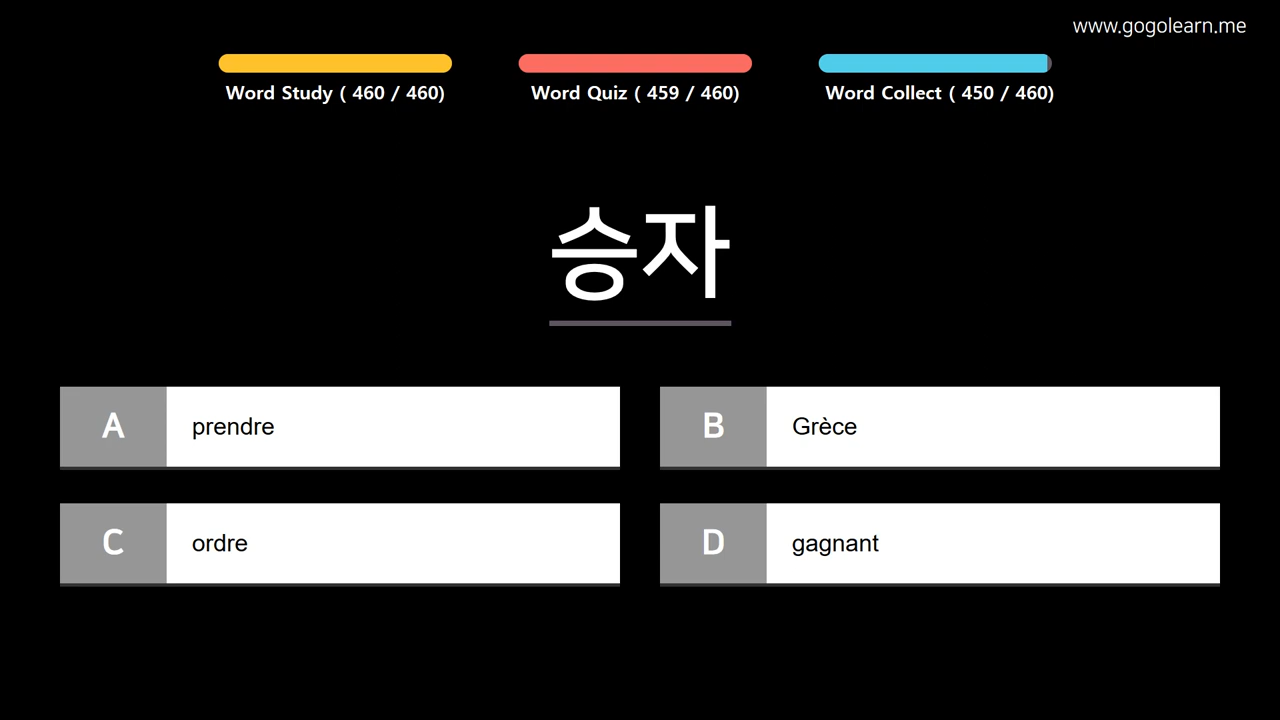 www.gogolearn.me
Word Study ( 460 / 460)
Word Quiz ( 459 / 460)
Word Collect ( 450 / 460)
승자
A
prendre
B
Grèce
C
ordre
D
gagnant